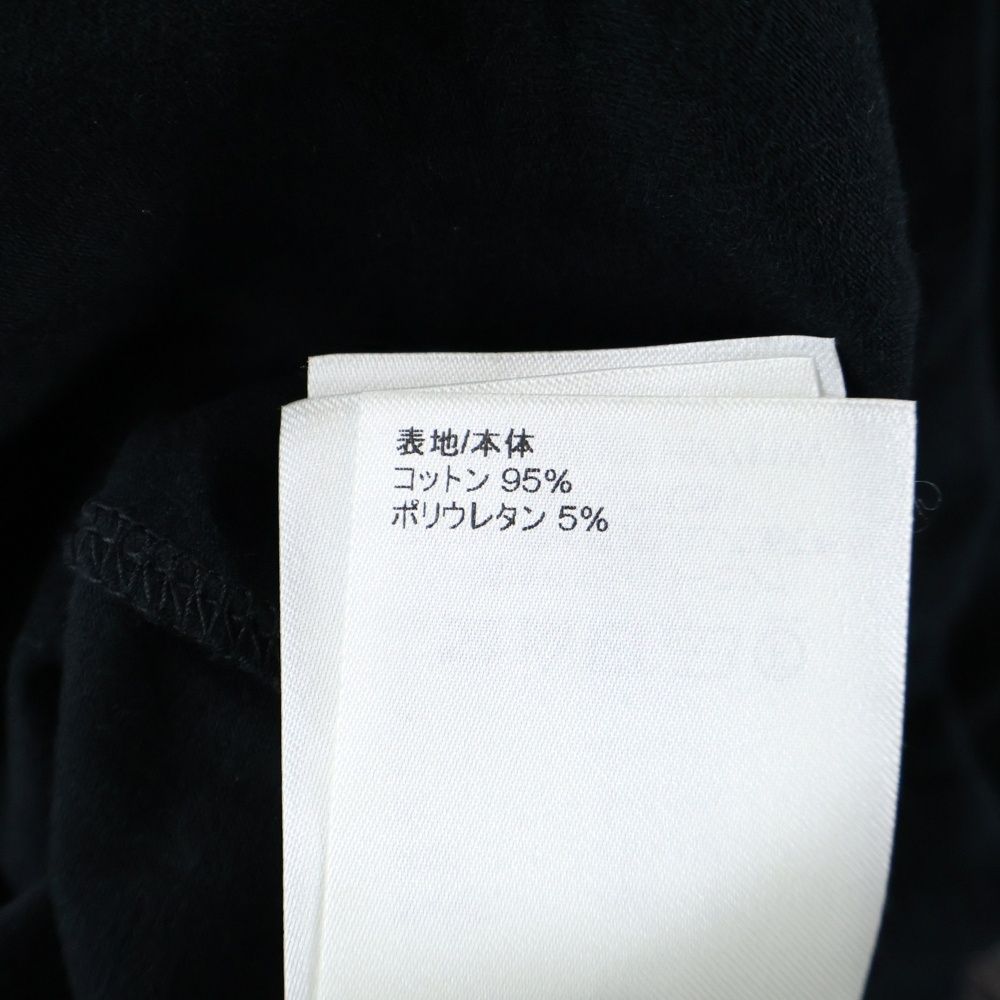 表地/本体
コットン 95%
ポリウレタン 5%